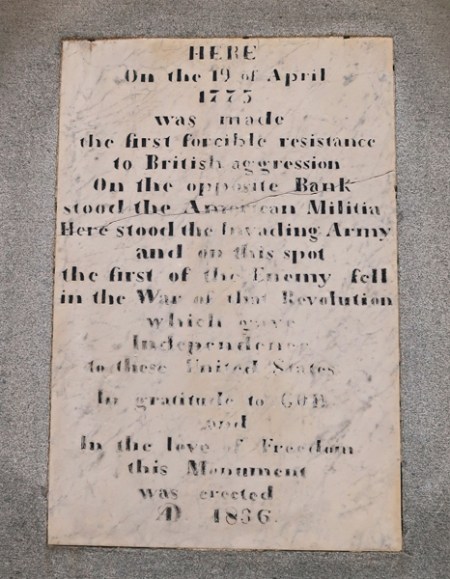 HERE
On the 19 of April
1775
was made
the first forcible resistance
to British aggression
On the opposite Bank
stood the American Militia
Here stood the Invading Army
and on this spot
the first of the Enemy fell
in the War of that Revolution
which gave
Independence
to these United States
In gratitude to GOD
and
In the love of Freedom
this Monument
was erected
AD. 1836.